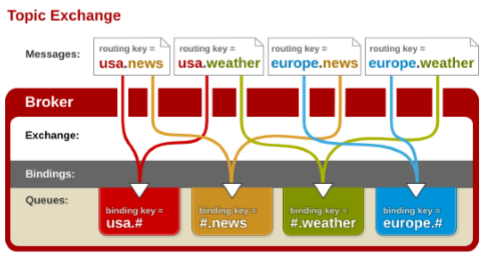 Topic Exchange
Messages:
routing key =
usa.news
routing key =
usa.weather
routing key =
europe.news
routing key =
europe.weather
Broker
Exchange:
Bindings:
Queues:
binding key =
usa.#
binding key =
#.news
binding key =
#.weather
binding key =
europe.#